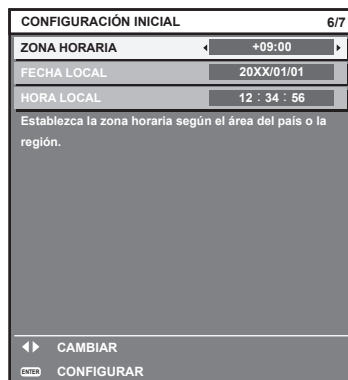 CONFIGURACIÓN INICIAL 6/7
ZONA HORARIA +09:00
FECHA LOCAL 20XX/01/01
HORA LOCAL 12 : 34 : 56
Establezca la zona horaria según el área del país o la
región.
CAMBIAR
ENTER CONFIGURAR